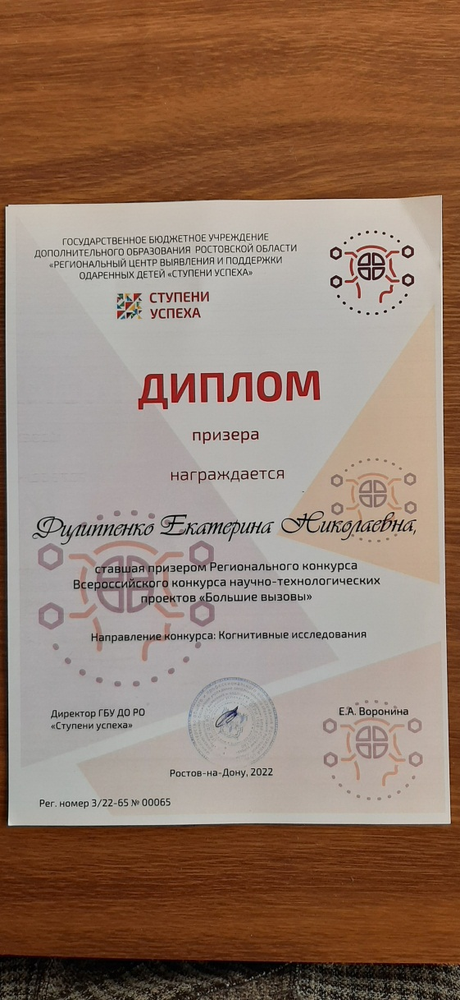 ГОСУДАРСТВЕННОЕ БЮДЖЕТНОЕ УЧРЕЖДЕНИЕ
ДОПОЛНИТЕЛЬНОГО ОБРАЗОВАНИЯ РОСТОВСКОЙ ОБЛАСТИ
«РЕГИОНАЛЬНЫЙ ЦЕНТР ВЫЯВЛЕНИЯ И ПОДДЕРЖКИ
ОДАРЕННЫХ ДЕТЕЙ «СТУПЕНИ УСПЕХА»
СТУПЕНИ
УСПЕХА
ДИПЛОМ
призера
награждается
Филиппенко Екатерина Николаевна,
ставшая призером Регионального конкурса
Всероссийского конкурса научно-технологических
проектов «Большие вызовы»
Направление конкурса: Когнитивные исследования
Директор ГБУ ДО РО
«Ступени успеха»
Е.А. Воронина
Ростов-на-Дону, 2022
Рег. номер 3/22-65 № 00065